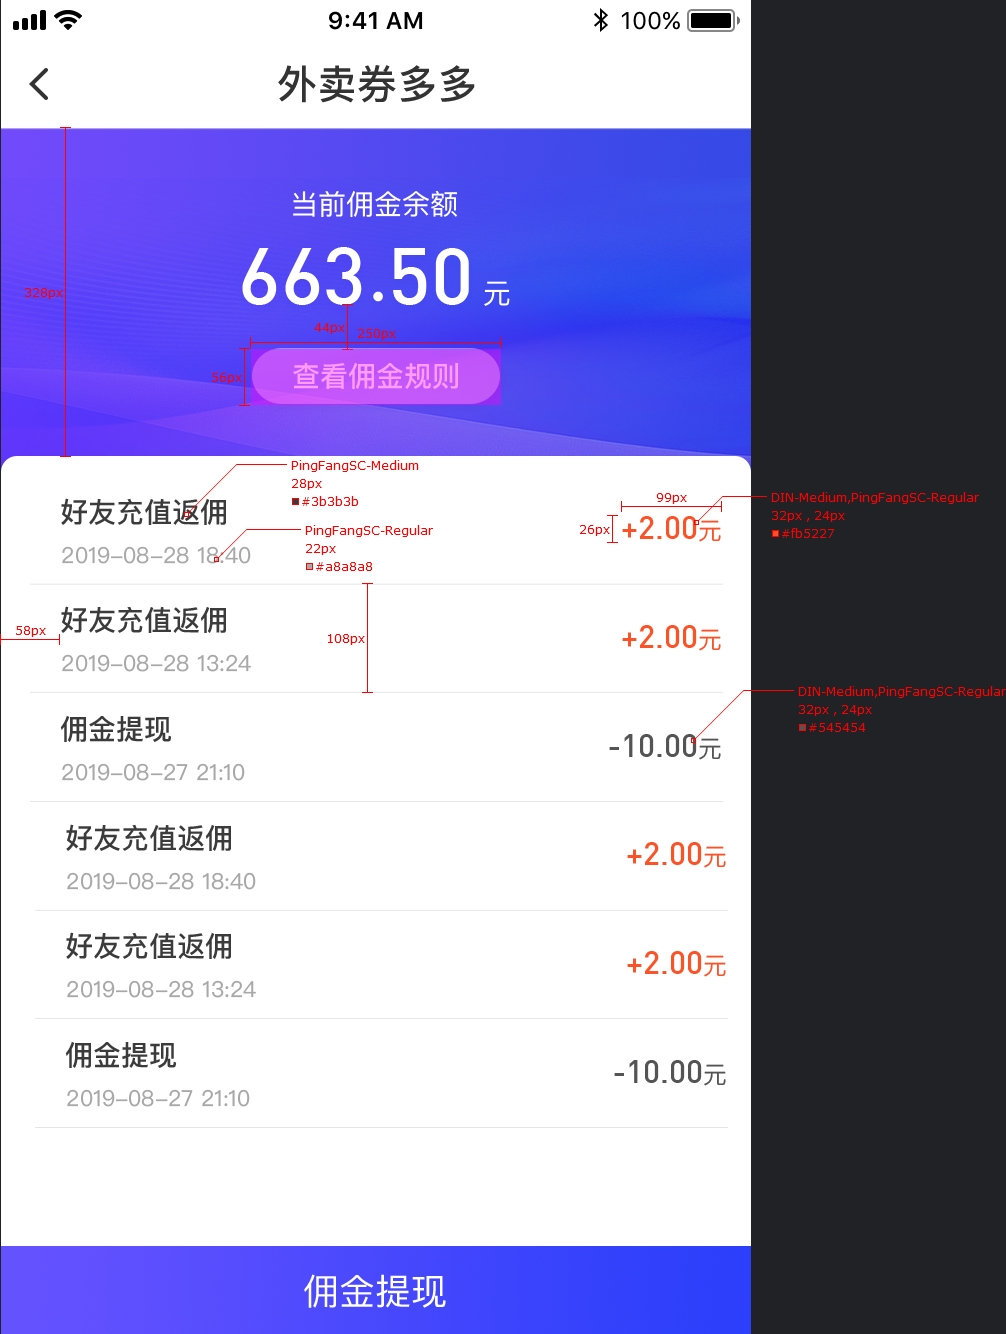 9:41 AM
100%
外卖券多多
当前佣金余额
663.50 元
328px
44px
250px
56px
查看佣金规则
PingFangSC-Medium
28px
#3b3b3b
好友充值返佣
2019-08-28 18:40
PingFangSC-Regular
22px
#a8a8a8
99px
26px
+2.00元
DIN-Medium,PingFangSC-Regular
32px , 24px
#fb5227
58px
好友充值返佣
2019-08-28 13:24
108px
+2.00元
佣金提现
2019-08-27 21:10
-10.00元
DIN-Medium,PingFangSC-Regular
32px , 24px
#545454
好友充值返佣
2019-08-28 18:40
+2.00元
好友充值返佣
2019-08-28 13:24
+2.00元
佣金提现
2019-08-27 21:10
-10.00元
佣金提现